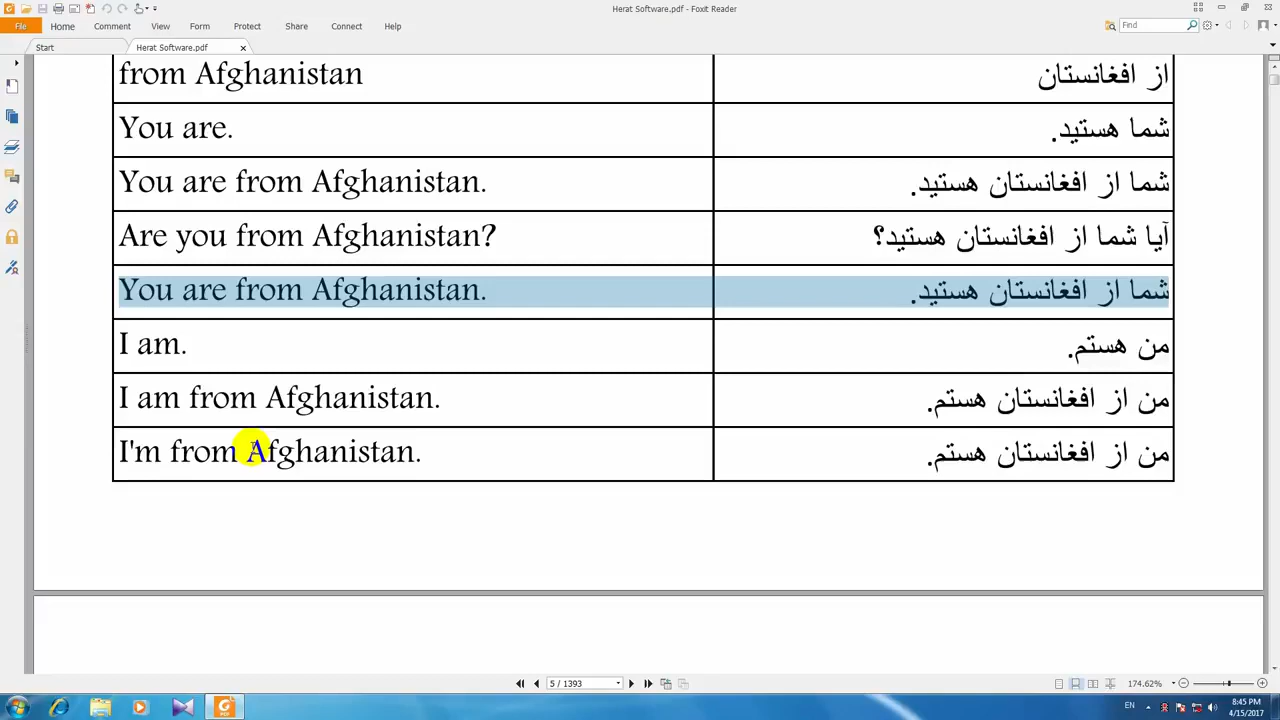 Herat Software.pdf - Foxit Reader
File Home Comment View Form Protect Share Connect Help Find
Start Herat Software.pdf
from Afghanistan از افغانستان
You are. شما هستید.
You are from Afghanistan. شما از افغانستان هستید.
Are you from Afghanistan? آیا شما از افغانستان هستید؟
You are from Afghanistan. شما از افغانستان هستید.
I am. من هستم.
I am from Afghanistan. من از افغانستان هستم.
I'm from Afghanistan. من از افغانستان هستم.
5 / 1393 174.62%
EN 8:45 PM
4/15/2017